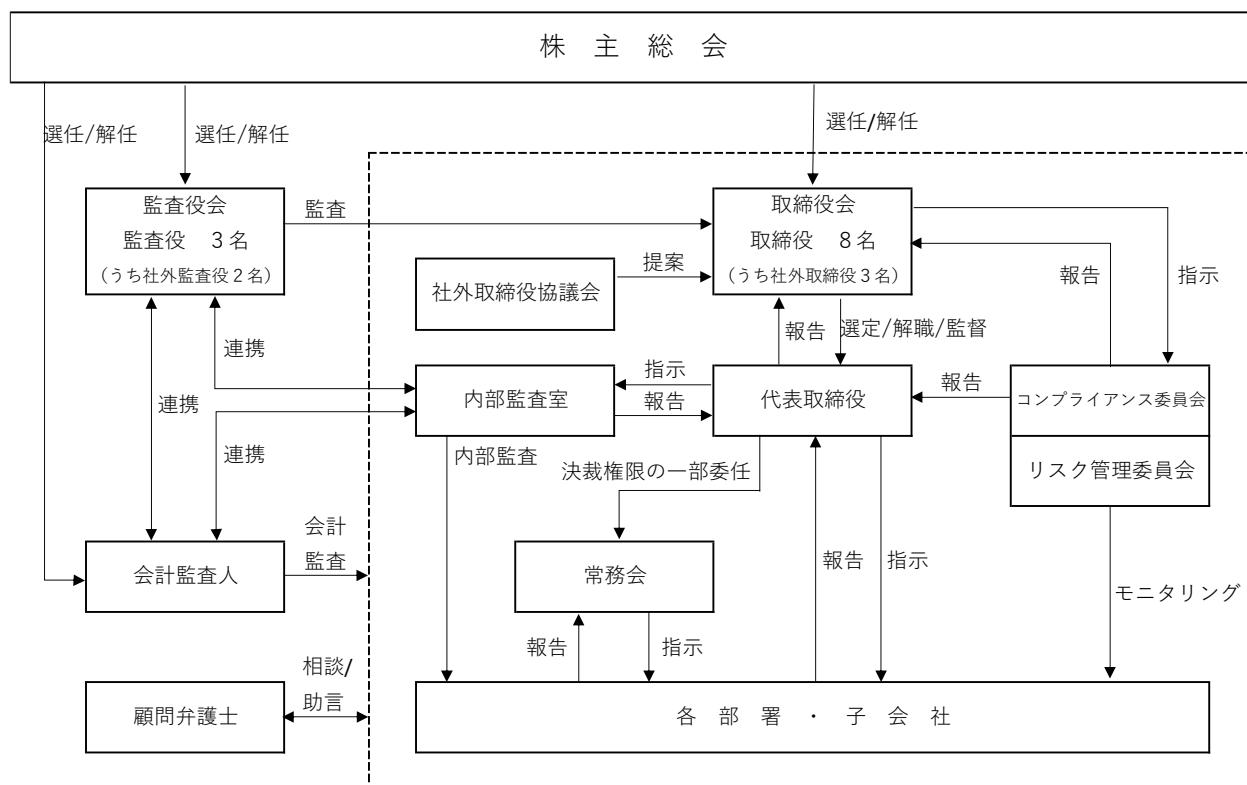 株 主 総 会
選任/解任
選任/解任
選任/解任
監査役会
監査役 3名
（うち社外監査役2名）
監査
取締役会
取締役 8名
（うち社外取締役3名）
提案
社外取締役協議会
報告
指示
報告
選定/解職/監督
連携
連携
指示
内部監査室
報告
代表取締役
報告
コンプライアンス委員会
リスク管理委員会
連携
内部監査
決裁権限の一部委任
会計
監査
会計監査人
常務会
報告
指示
モニタリング
報告
指示
相談/
助言
顧問弁護士
各 部 署 ・ 子 会 社